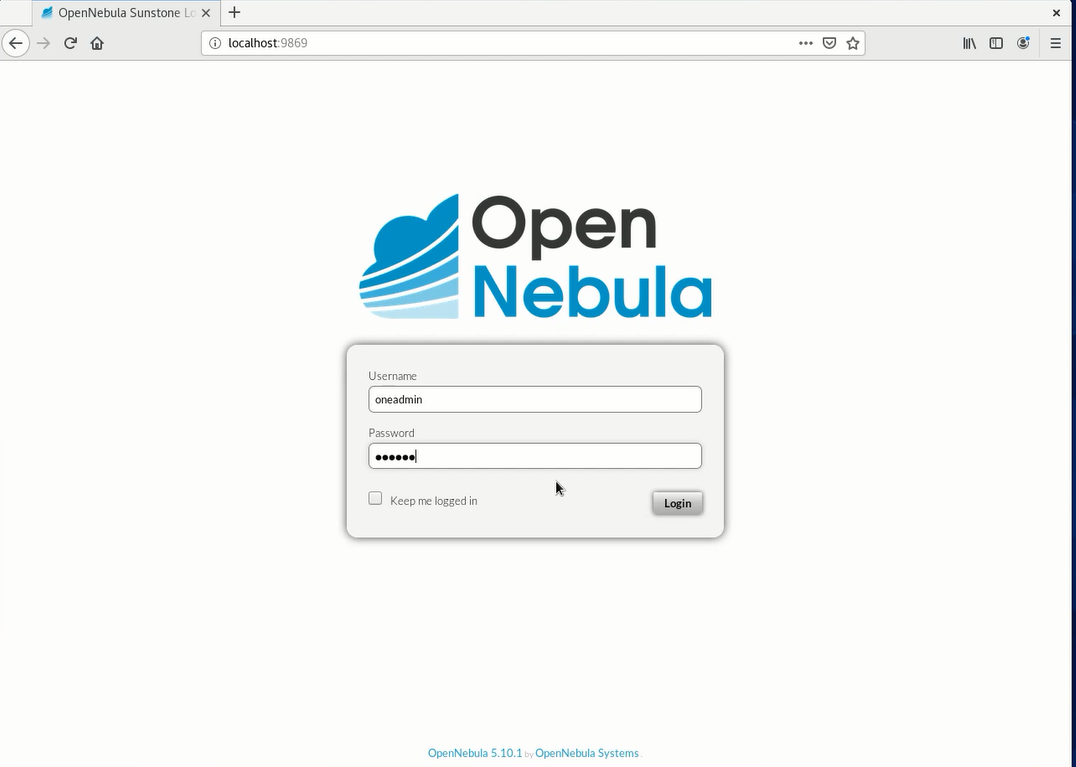 OpenNebula Sunstone Lo
localhost:9869
Open
Nebula
Username
oneadmin
Password
●●●●●●
Keep me logged in
Login
OpenNebula 5.10.1 by OpenNebula Systems.